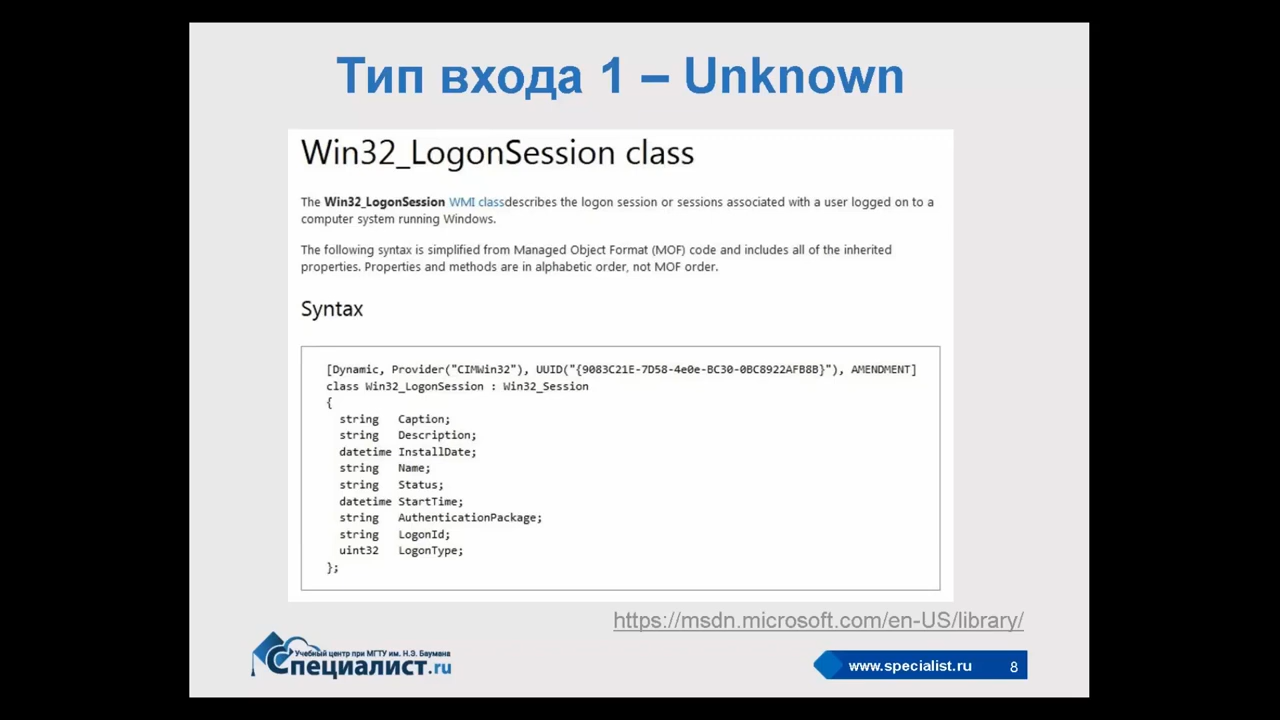 Тип входа 1 – Unknown
Win32_LogonSession class
The Win32_LogonSession WMI classdescribes the logon session or sessions associated with a user logged on to a
computer system running Windows.
The following syntax is simplified from Managed Object Format (MOF) code and includes all of the inherited
properties. Properties and methods are in alphabetic order, not MOF order.
Syntax
[Dynamic, Provider("CIMWin32"), UUID("{9083C21E-7D58-4e0e-BC30-0BC8922AFB8B}"), AMENDMENT]
class Win32_LogonSession : Win32_Session
{
string Caption;
string Description;
datetime InstallDate;
string Name;
string Status;
datetime StartTime;
string AuthenticationPackage;
string LogonId;
uint32 LogonType;
};
https://msdn.microsoft.com/en-US/library/
Учебный центр при МГТУ им. Н.Э. Баумана
Специалист.ru
www.specialist.ru 8